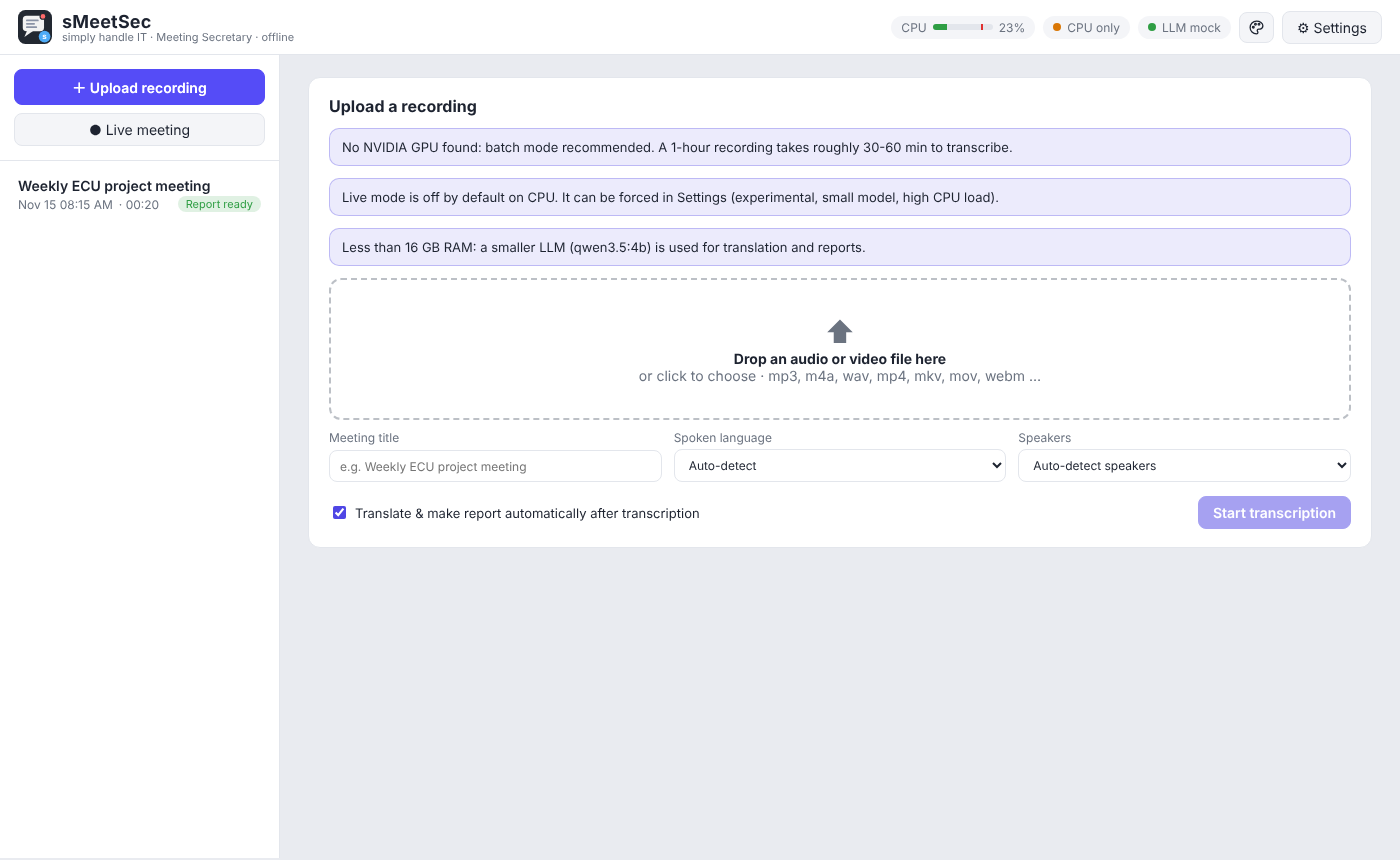 sMeetSec
simply handle IT · Meeting Secretary · offline
CPU 23%
CPU only
LLM mock
⚙ Settings
+ Upload recording
● Live meeting
Weekly ECU project meeting
Nov 15 08:15 AM · 00:20
Report ready
Upload a recording
No NVIDIA GPU found: batch mode recommended. A 1-hour recording takes roughly 30-60 min to transcribe.
Live mode is off by default on CPU. It can be forced in Settings (experimental, small model, high CPU load).
Less than 16 GB RAM: a smaller LLM (qwen3.5:4b) is used for translation and reports.
Drop an audio or video file here
or click to choose · mp3, m4a, wav, mp4, mkv, mov, webm ...
Meeting title
e.g. Weekly ECU project meeting
Spoken language
Auto-detect
Speakers
Auto-detect speakers
Translate & make report automatically after transcription
Start transcription